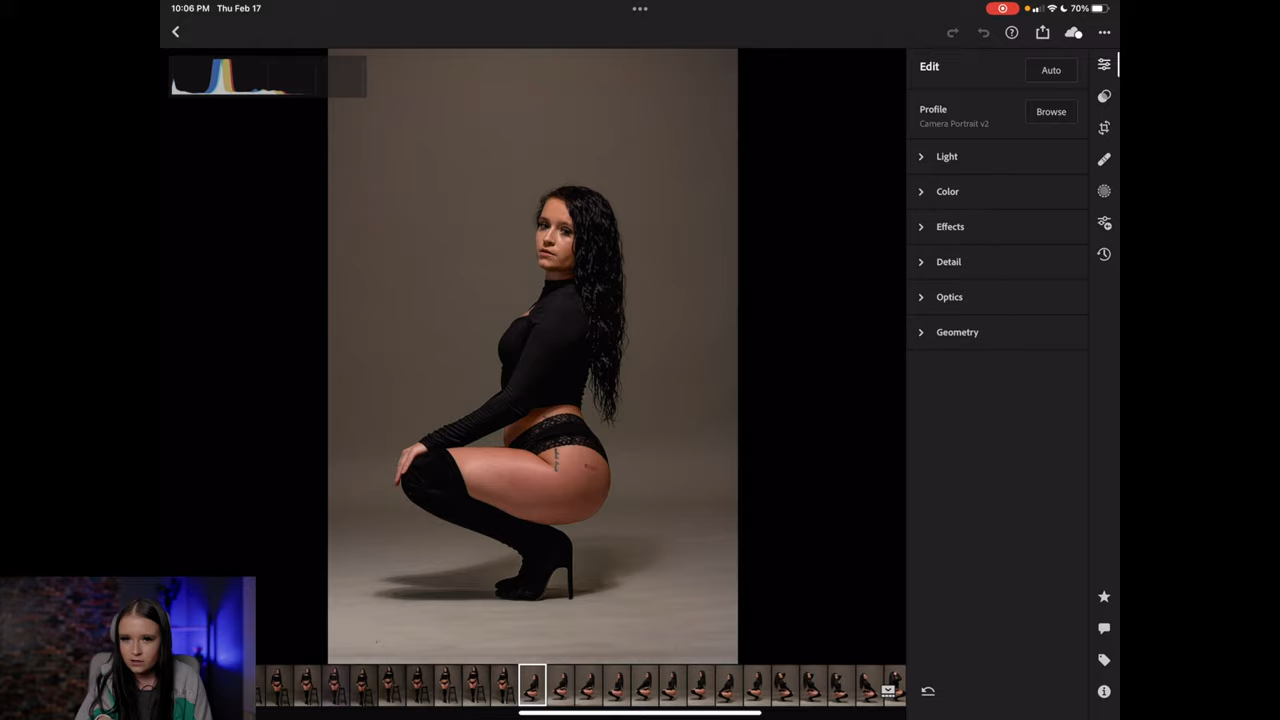 10:06 PM Thu Feb 17
70%
Edit
Auto
Profile
Camera Portrait v2
Browse
Light
Color
Effects
Detail
Optics
Geometry